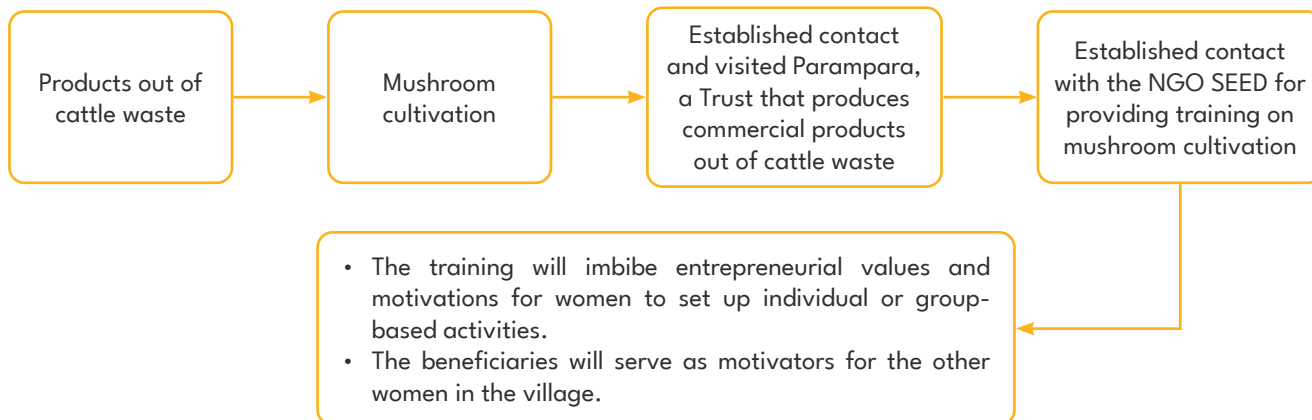 Products out of
cattle waste
Mushroom
cultivation
Established contact
and visited Parampara,
a Trust that produces
commercial products
out of cattle waste
Established contact
with the NGO SEED for
providing training on
mushroom cultivation
• The training will imbibe entrepreneurial values and
motivations for women to set up individual or group-
based activities.
• The beneficiaries will serve as motivators for the other
women in the village.